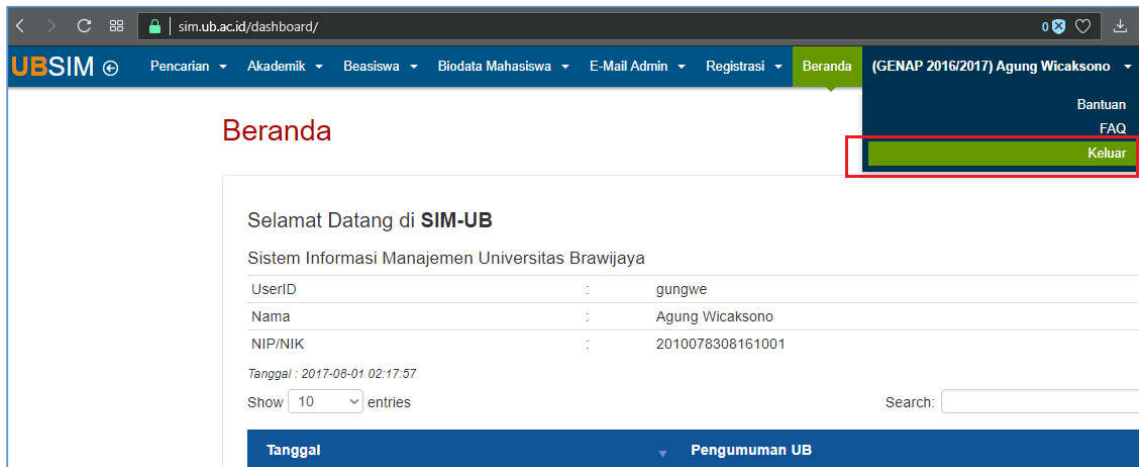 sim.ub.ac.id/dashboard/ 0
UBSIM Pencarian Akademik Beasiswa Biodata Mahasiswa E-Mail Admin Registrasi Beranda (GENAP 2016/2017) Agung Wicaksono
Bantuan
FAQ
Keluar
Beranda
Selamat Datang di SIM-UB
Sistem Informasi Manajemen Universitas Brawijaya
UserID : gungwe
Nama : Agung Wicaksono
NIP/NIK : 2010078308161001
Tanggal : 2017-08-01 02:17:57
Show 10 entries Search:
Tanggal Pengumuman UB